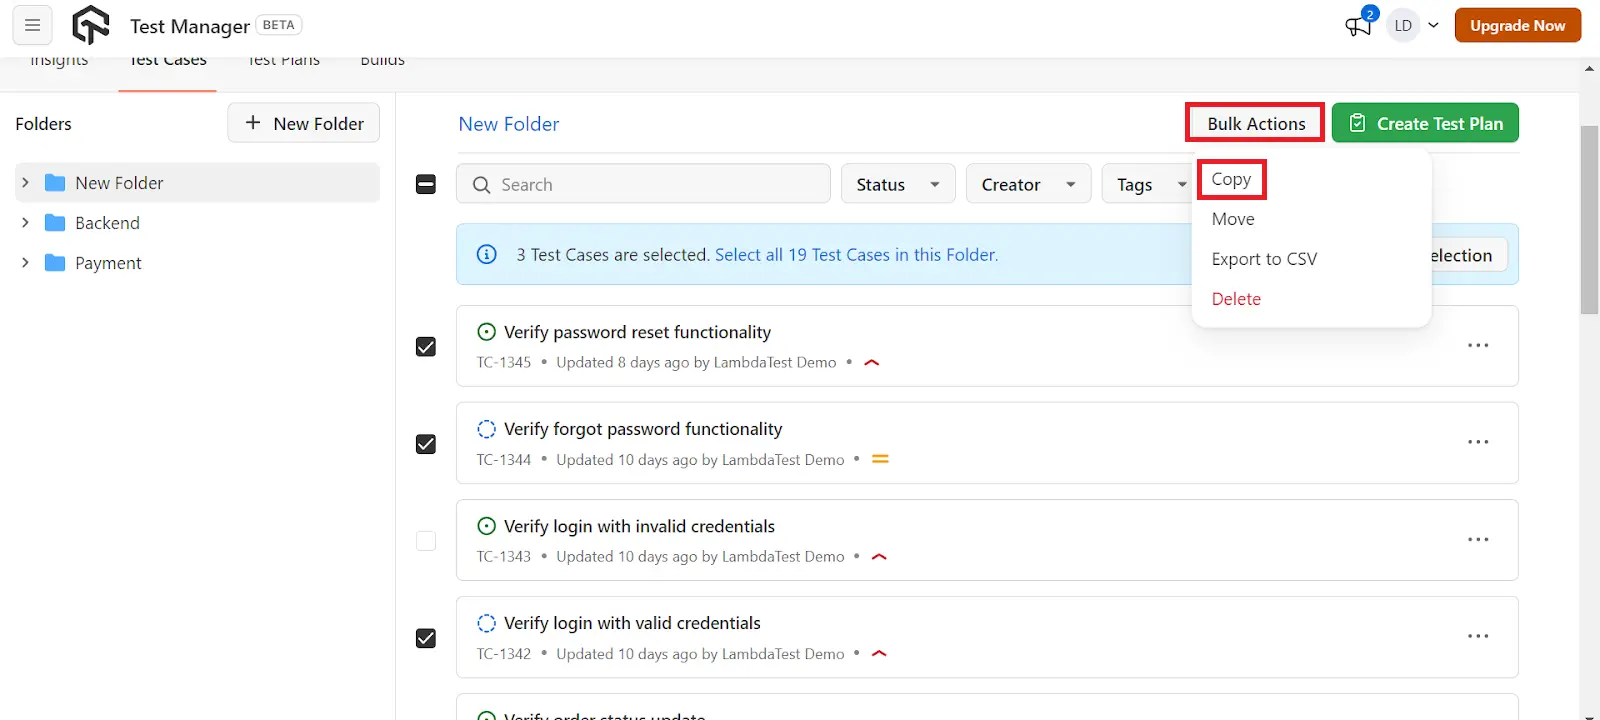 Test Manager BETA
2
LD
Upgrade Now
Insights Test Cases Test Plans Builds
Folders
+ New Folder
New Folder
Backend
Payment
New Folder
Bulk Actions
Create Test Plan
Search
Status
Creator
Tags
Copy
Move
Export to CSV
Delete
3 Test Cases are selected. Select all 19 Test Cases in this Folder.
Verify password reset functionality
TC-1345 • Updated 8 days ago by LambdaTest Demo •
Verify forgot password functionality
TC-1344 • Updated 10 days ago by LambdaTest Demo •
Verify login with invalid credentials
TC-1343 • Updated 10 days ago by LambdaTest Demo •
Verify login with valid credentials
TC-1342 • Updated 10 days ago by LambdaTest Demo •
Verify order status update